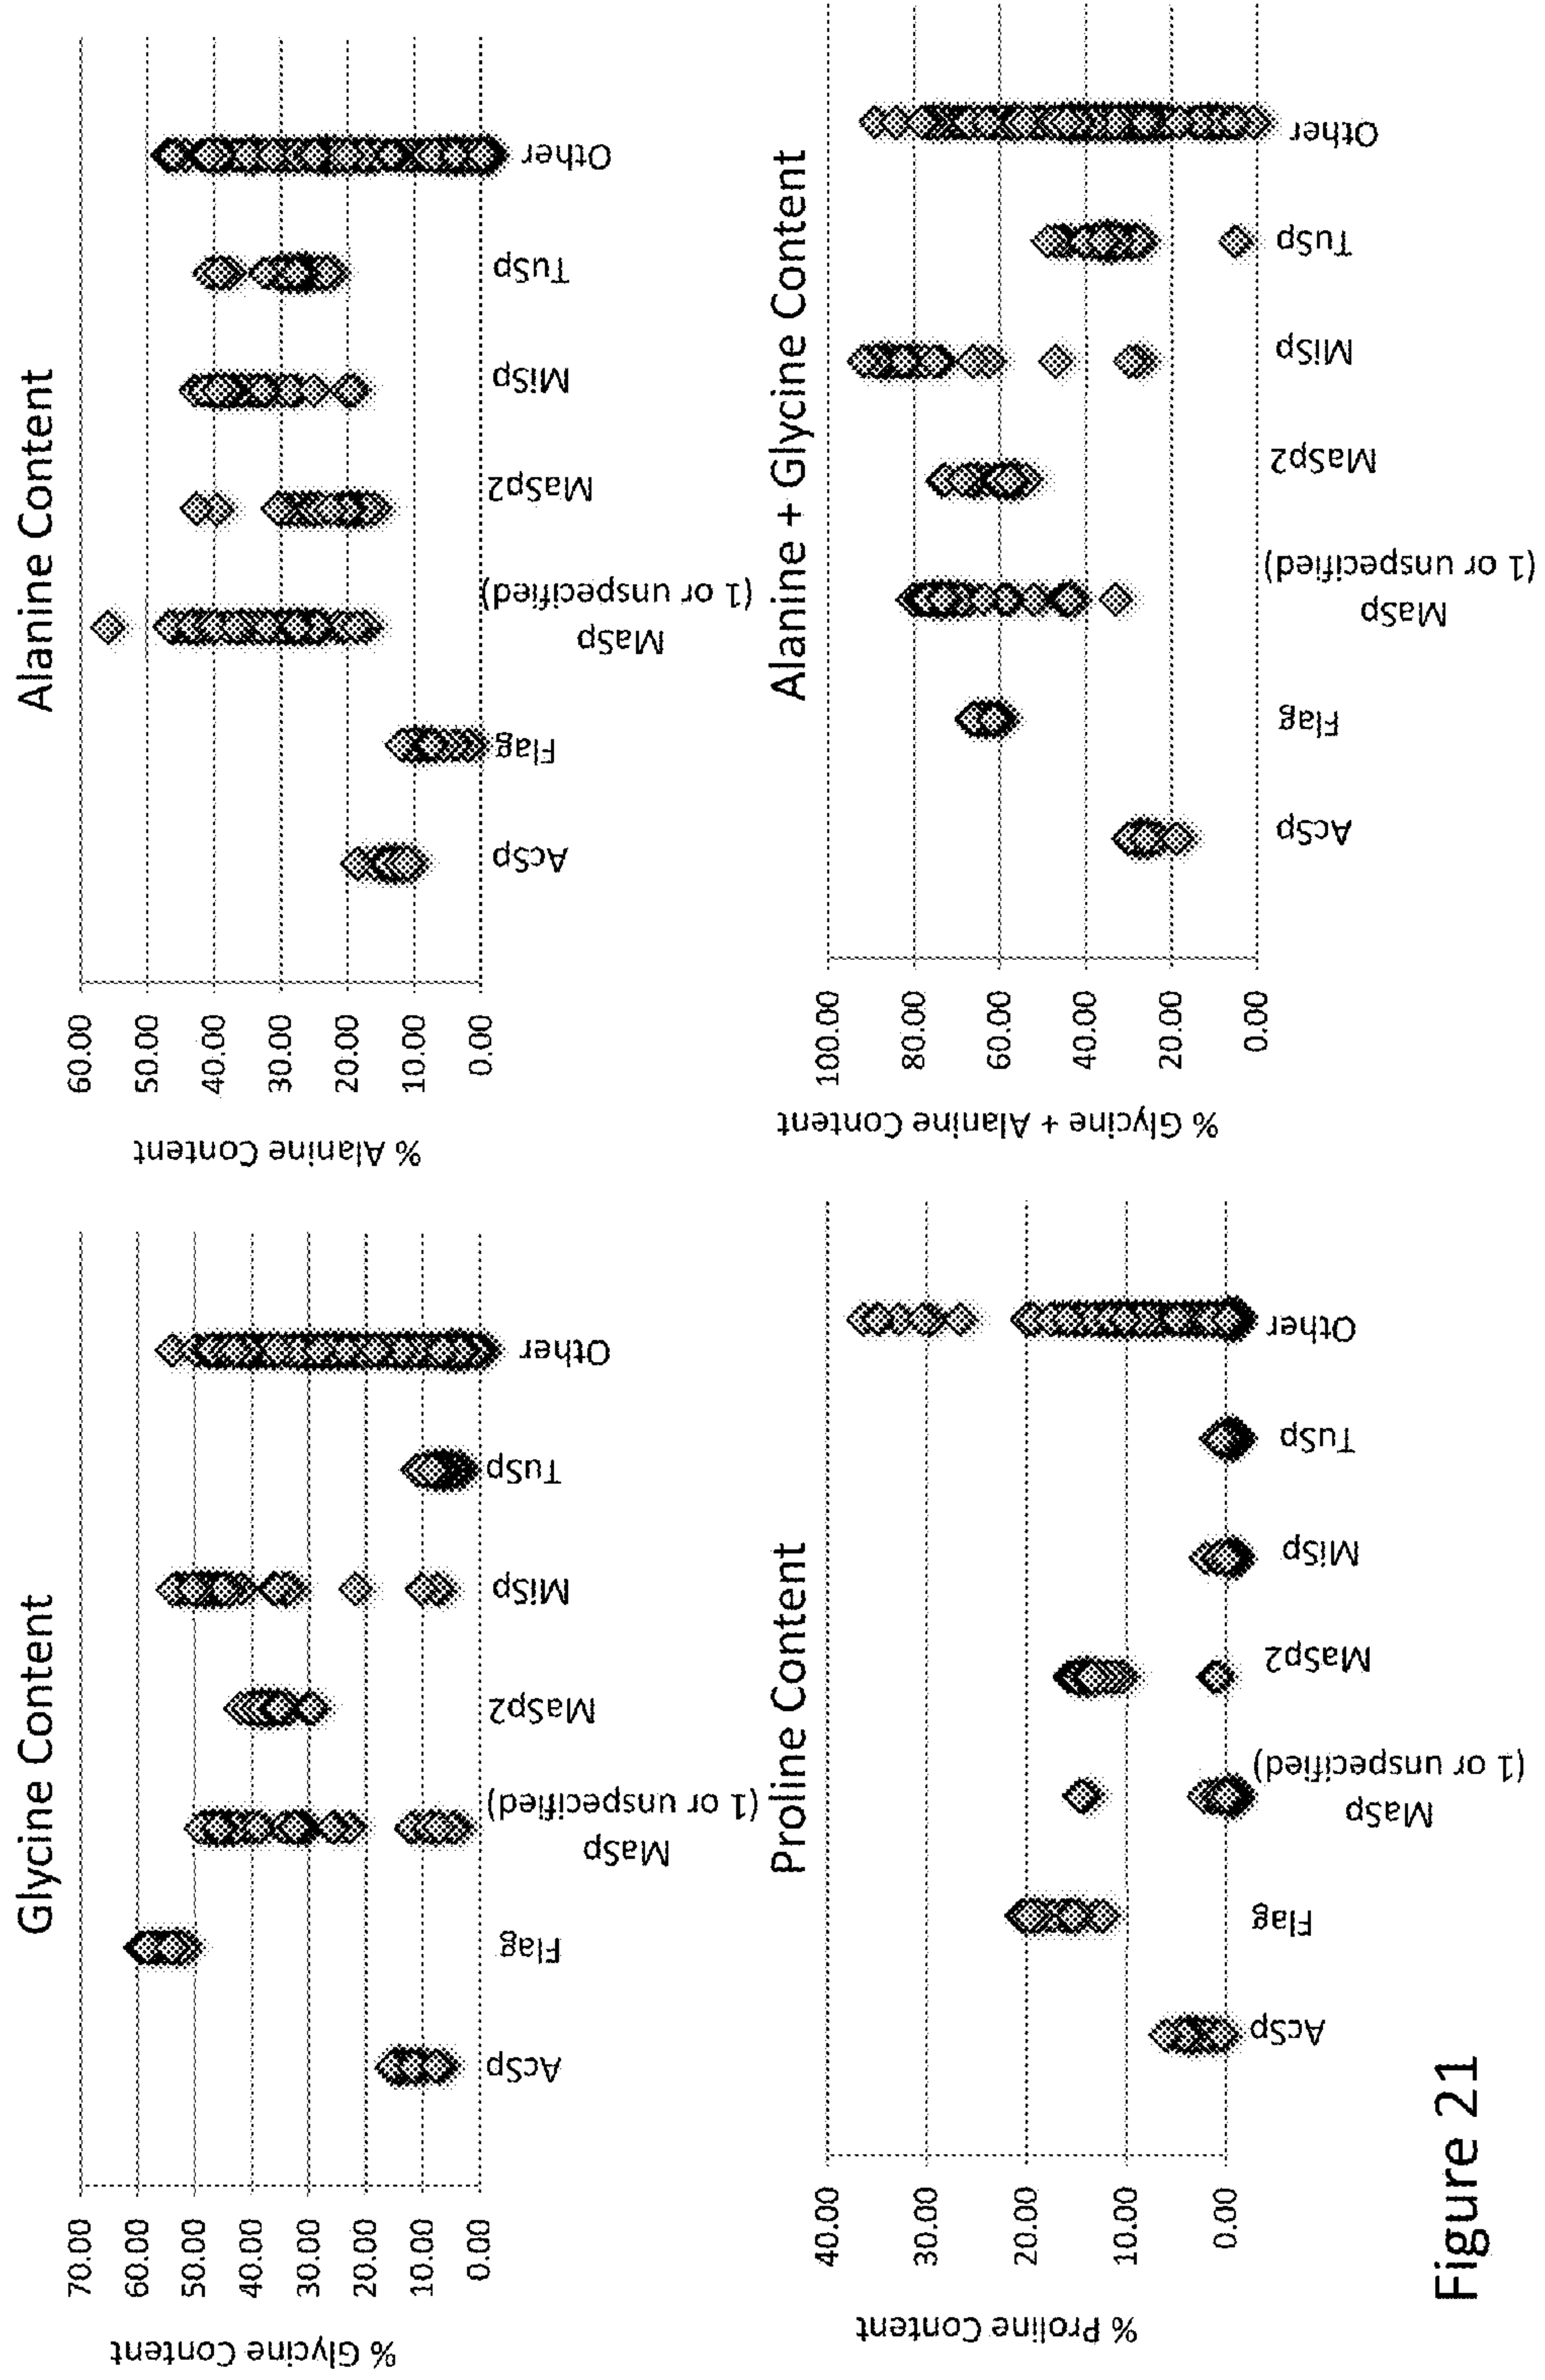 Glycine Content
% Glycine Content
70.00
60.00
50.00
40.00
30.00
20.00
10.00
0.00
AcSp
Flag
MaSp
(1 or unspecified)
MaSp2
MiSp
TuSp
Other
Alanine Content
% Alanine Content
60.00
50.00
40.00
30.00
20.00
10.00
0.00
AcSp
Flag
MaSp
(1 or unspecified)
MaSp2
MiSp
TuSp
Other
Proline Content
% Proline Content
40.00
30.00
20.00
10.00
0.00
AcSp
Flag
MaSp
(1 or unspecified)
MaSp2
MiSp
TuSp
Other
Alanine + Glycine Content
% Glycine + Alanine Content
100.00
80.00
60.00
40.00
20.00
0.00
AcSp
Flag
MaSp
(1 or unspecified)
MaSp2
MiSp
TuSp
Other
Figure 21